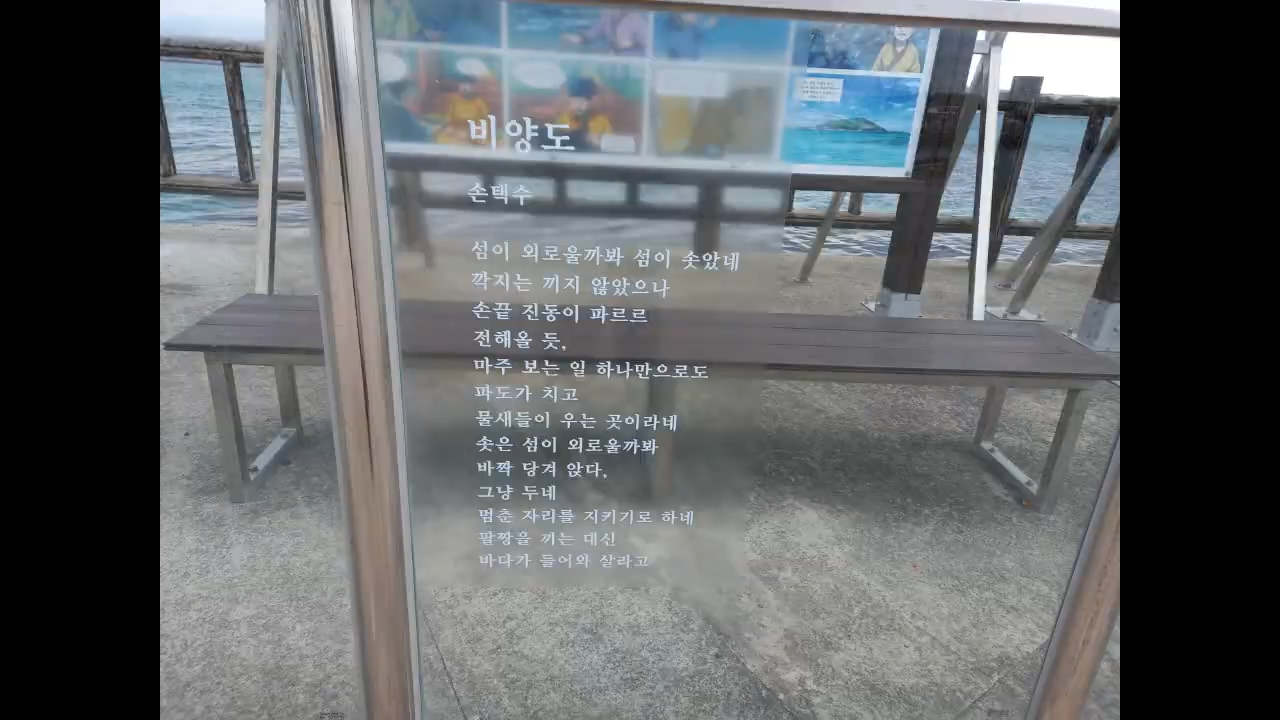 비양도
손택수
섬이 외로울까봐 섬이 솟았네
깍지는 끼지 않았으나
손끝 진동이 파르르
전해올 듯,
마주 보는 일 하나만으로도
파도가 치고
물새들이 우는 곳이라네
솟은 섬이 외로울까봐
바짝 당겨 앉다,
그냥 두네
멈춘 자리를 지키기로 하네
팔짱을 끼는 대신
바다가 들어와 살라고